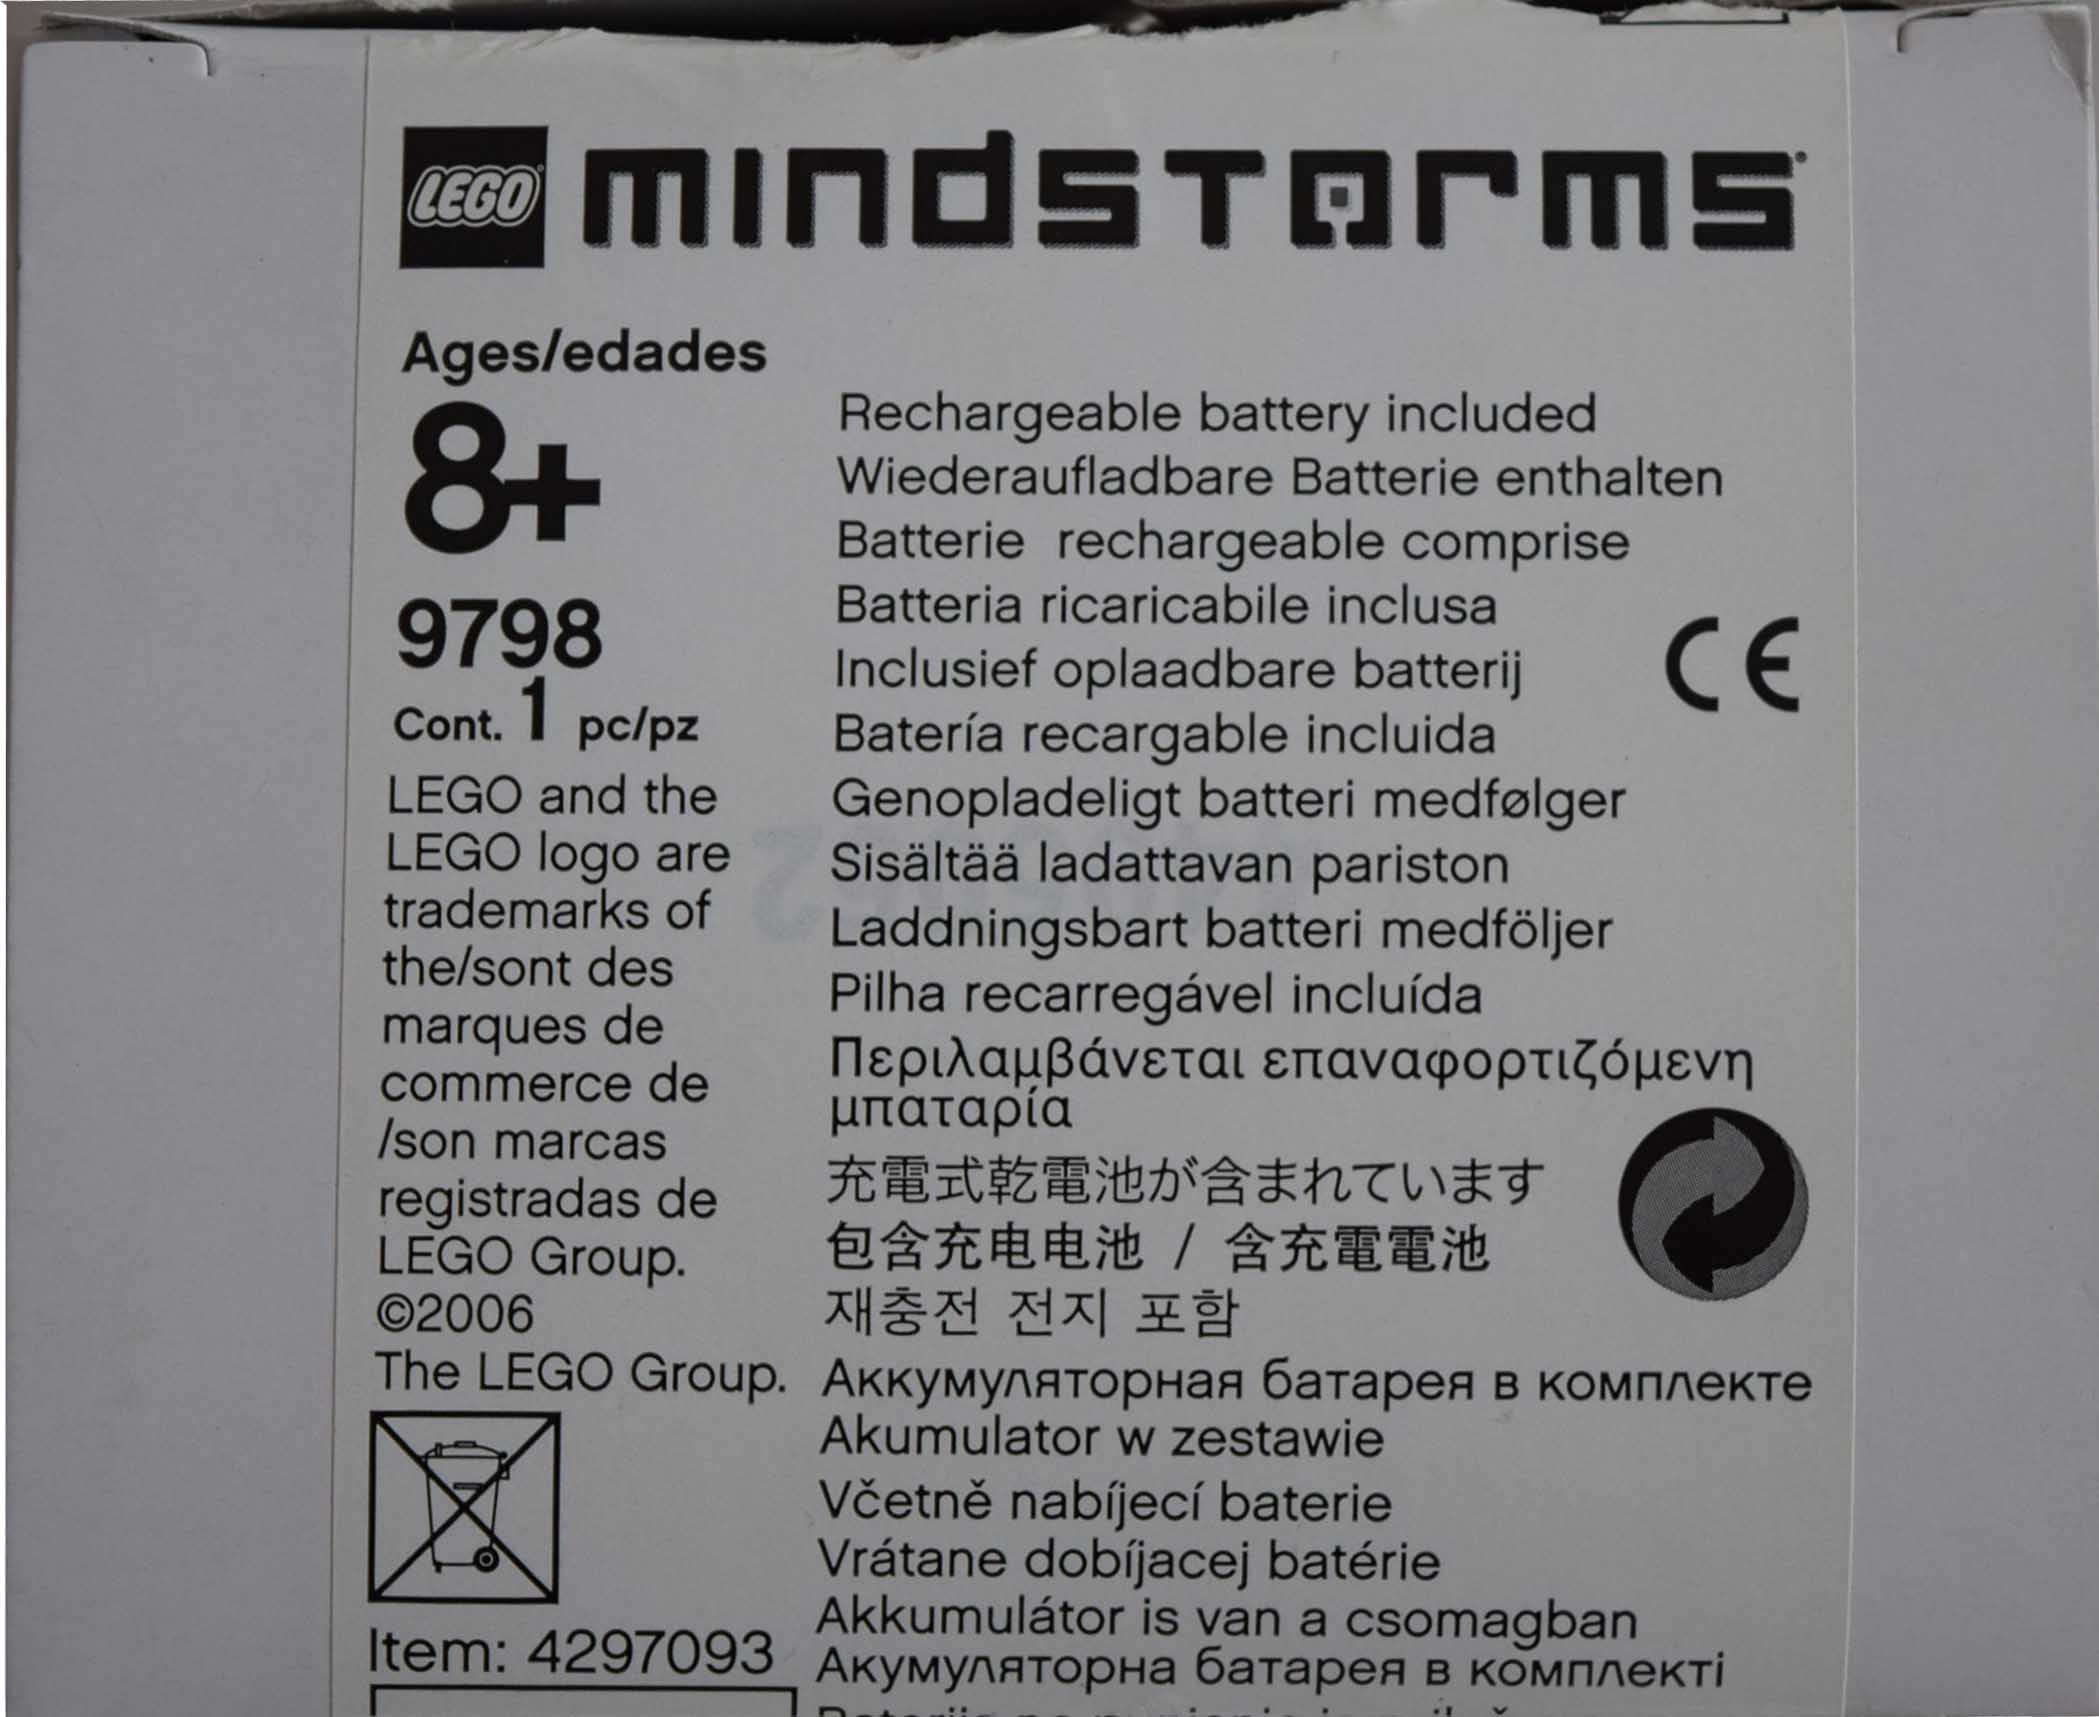 LEGO mindstorms
Ages/edades
8+
9798
Cont. 1 pc/pz
LEGO and the
LEGO logo are
trademarks of
the/sont des
marques de
commerce de
/son marcas
registradas de
LEGO Group.
©2006
The LEGO Group.
Item: 4297093
Rechargeable battery included
Wiederaufladbare Batterie enthalten
Batterie rechargeable comprise
Batteria ricaricabile inclusa
Inclusief oplaadbare batterij
Batería recargable incluida
Genopladeligt batteri medfølger
Sisältää ladattavan pariston
Laddningsbart batteri medföljer
Pilha recarregável incluída
Περιλαμβάνεται επαναφορτιζόμενη
μπαταρία
充電式乾電池が含まれています
包含充电电池 / 含充電電池
재충전 전지 포함
Аккумуляторная батарея в комплекте
Akumulator w zestawie
Včetně nabíjecí baterie
Vrátane dobíjacej batérie
Akkumulátor is van a csomagban
Акумуляторна батарея в комплекті
CE